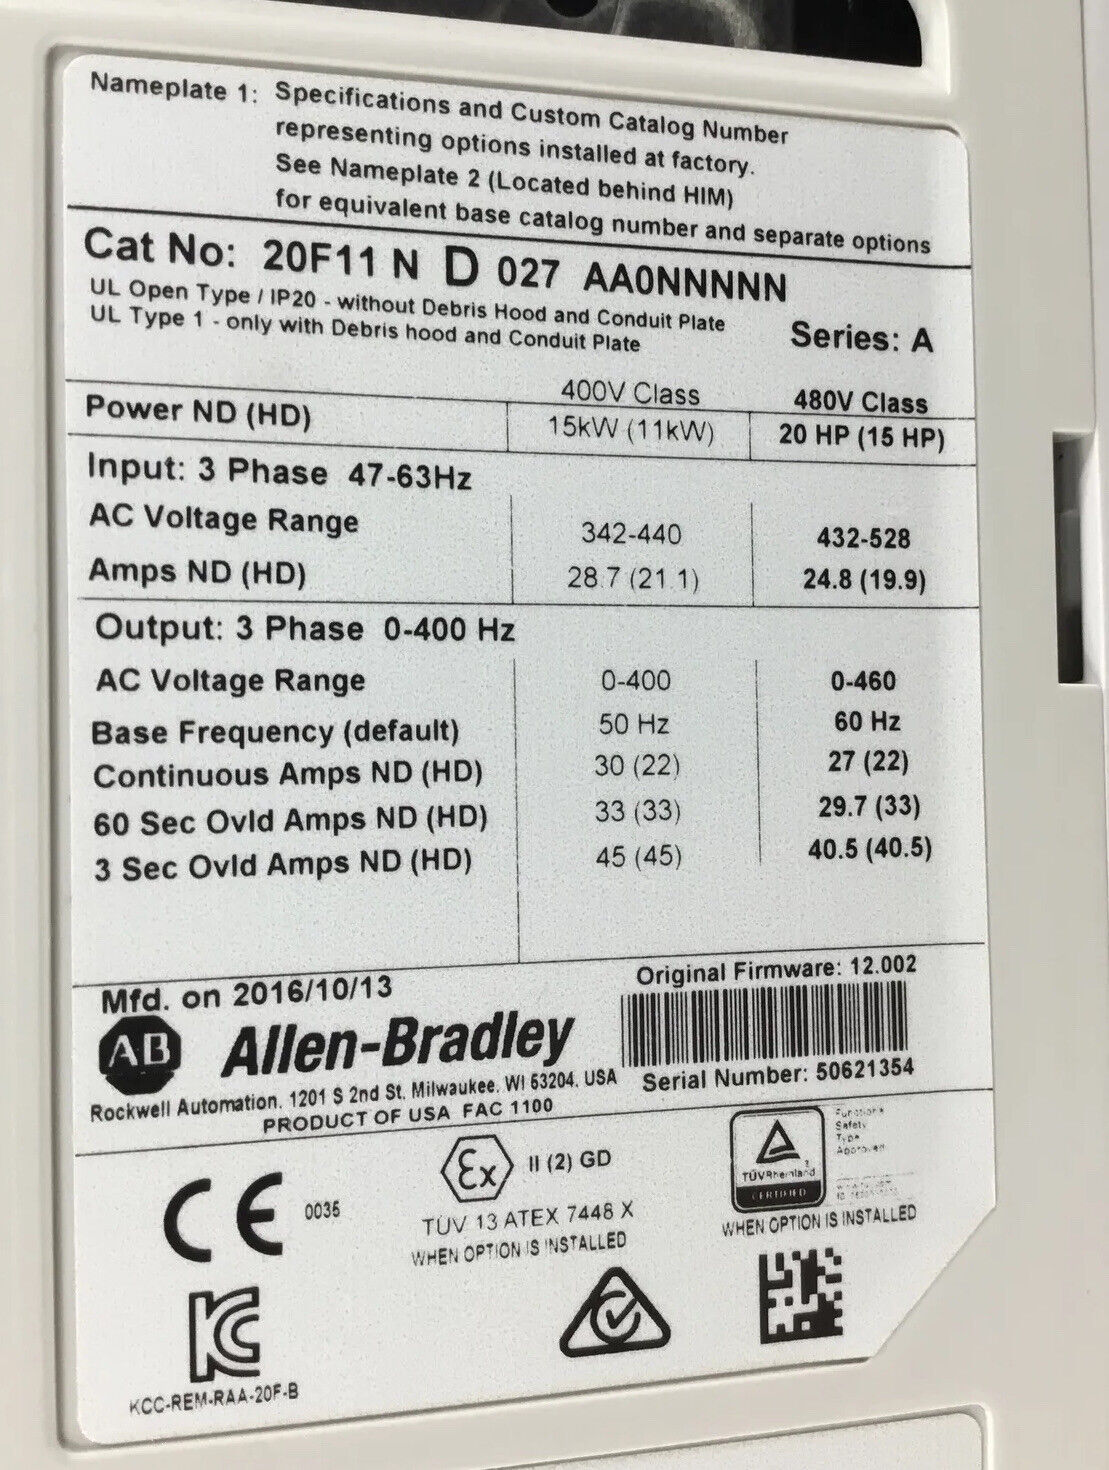 Nameplate 1: Specifications and Custom Catalog Number
representing options installed at factory.
See Nameplate 2 (Located behind HIM)
for equivalent base catalog number and separate options
Cat No: 20F11 N D 027 AA0NNNNN
UL Open Type / IP20 - without Debris Hood and Conduit Plate
UL Type 1 - only with Debris hood and Conduit Plate
Series: A
400V Class 480V Class
Power ND (HD) 15kW (11kW) 20 HP (15 HP)
Input: 3 Phase 47-63Hz
AC Voltage Range 342-440 432-528
Amps ND (HD) 28.7 (21.1) 24.8 (19.9)
Output: 3 Phase 0-400 Hz
AC Voltage Range 0-400 0-460
Base Frequency (default) 50 Hz 60 Hz
Continuous Amps ND (HD) 30 (22) 27 (22)
60 Sec Ovld Amps ND (HD) 33 (33) 29.7 (33)
3 Sec Ovld Amps ND (HD) 45 (45) 40.5 (40.5)
Mfd. on 2016/10/13
Original Firmware: 12.002
AB Allen-Bradley
Serial Number: 50621354
Rockwell Automation, 1201 S 2nd St. Milwaukee, WI 53204, USA
PRODUCT OF USA FAC 1100
CE 0035
Ex II (2) GD
TÜV 13 ATEX 7448 X
WHEN OPTION IS INSTALLED
TÜVRheinland
CERTIFIED
Functional
Safety
Type
Approved
WHEN OPTION IS INSTALLED
KC
KCC-REM-RAA-20F-B